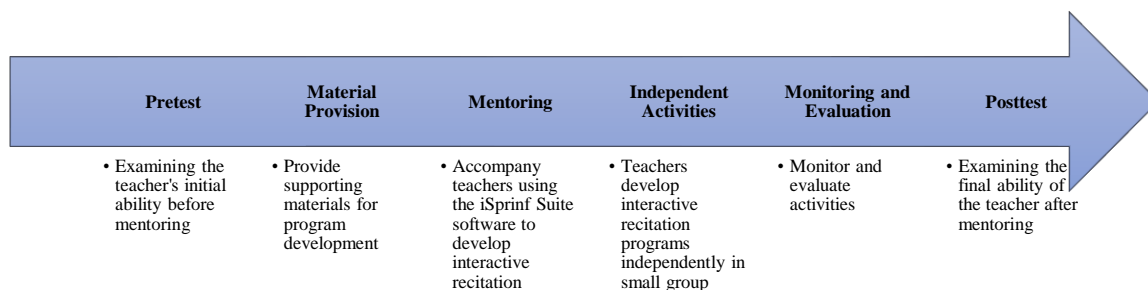 Pretest
• Examining the
teacher's initial
ability before
mentoring
Material
Provision
• Provide
supporting
materials for
program
development
Mentoring
• Accompany
teachers using
the iSprinf Suite
software to
develop
interactive
recitation
Independent
Activities
• Teachers
develop
interactive
recitation
programs
independently in
small group
Monitoring and
Evaluation
• Monitor and
evaluate
activities
Posttest
• Examining the
final ability of
the teacher after
mentoring